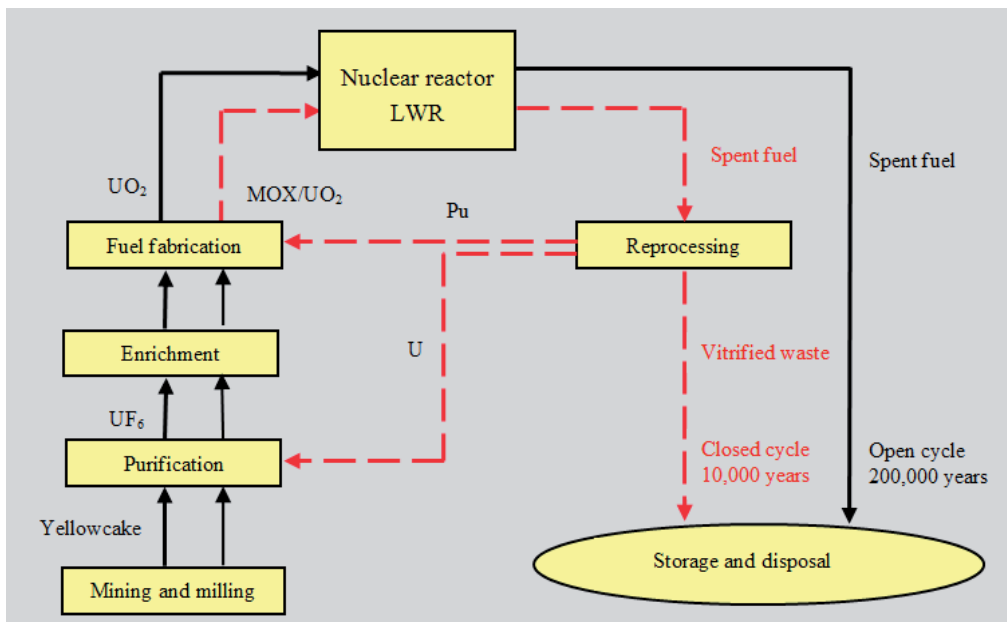 Nuclear reactor
LWR
Spent fuel
Spent fuel
UO₂
MOX/UO₂
Pu
Fuel fabrication
Reprocessing
Enrichment
U
Vitrified waste
UF₆
Purification
Closed cycle
10,000 years
Open cycle
200,000 years
Yellowcake
Storage and disposal
Mining and milling